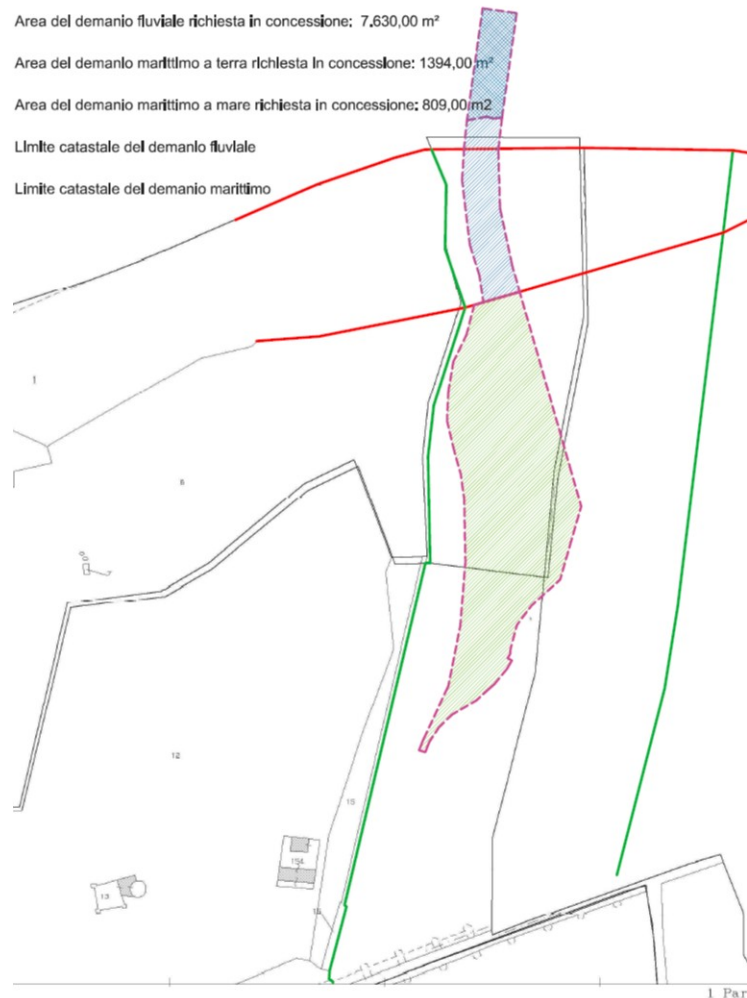 Area del demanio fluviale richiesta in concessione: 7.630,00 m²
Area del demanio marittimo a terra richiesta in concessione: 1394,00 m²
Area del demanio marittimo a mare richiesta in concessione: 809,00 m2
Limite catastale del demanio fluviale
Limite catastale del demanio marittimo
1
8
12
15
154
13
1 Par